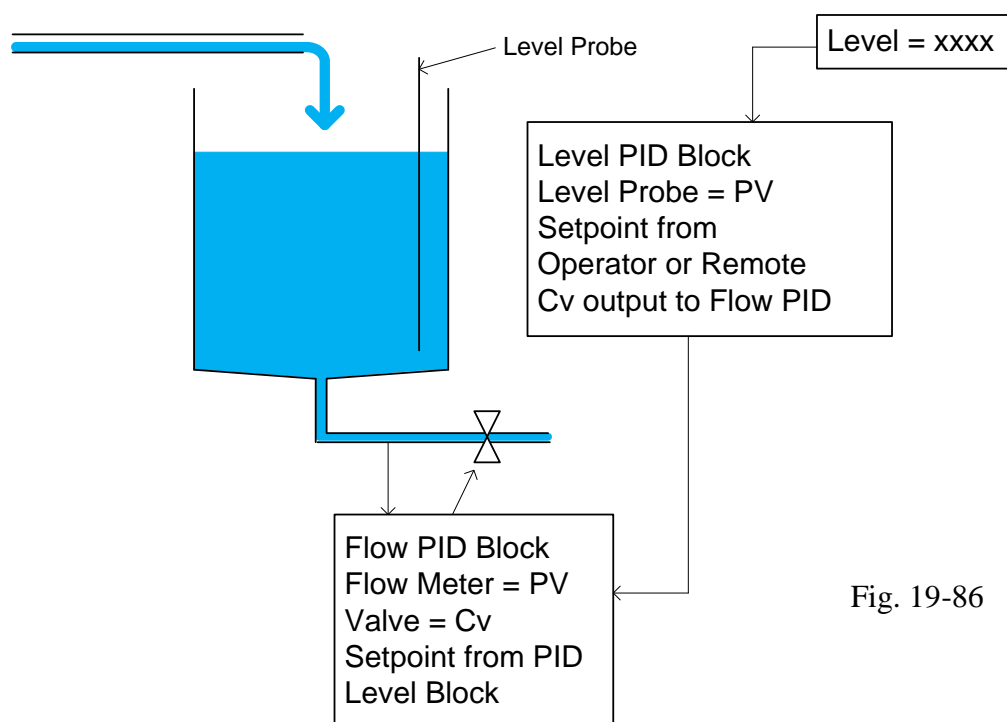 Level Probe
Level = xxxx
Level PID Block
Level Probe = PV
Setpoint from
Operator or Remote
Cv output to Flow PID
Flow PID Block
Flow Meter = PV
Valve = Cv
Setpoint from PID
Level Block
Fig. 19-86